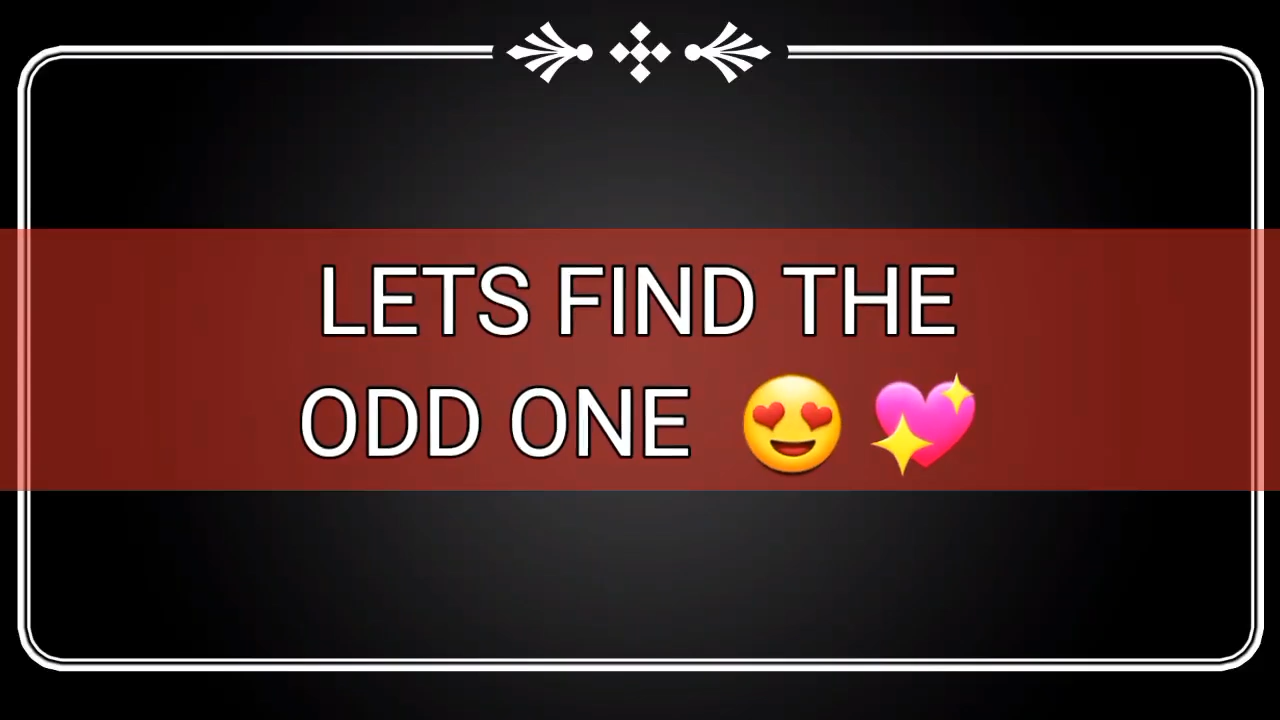 LETS FIND THE
ODD ONE 😍 💖